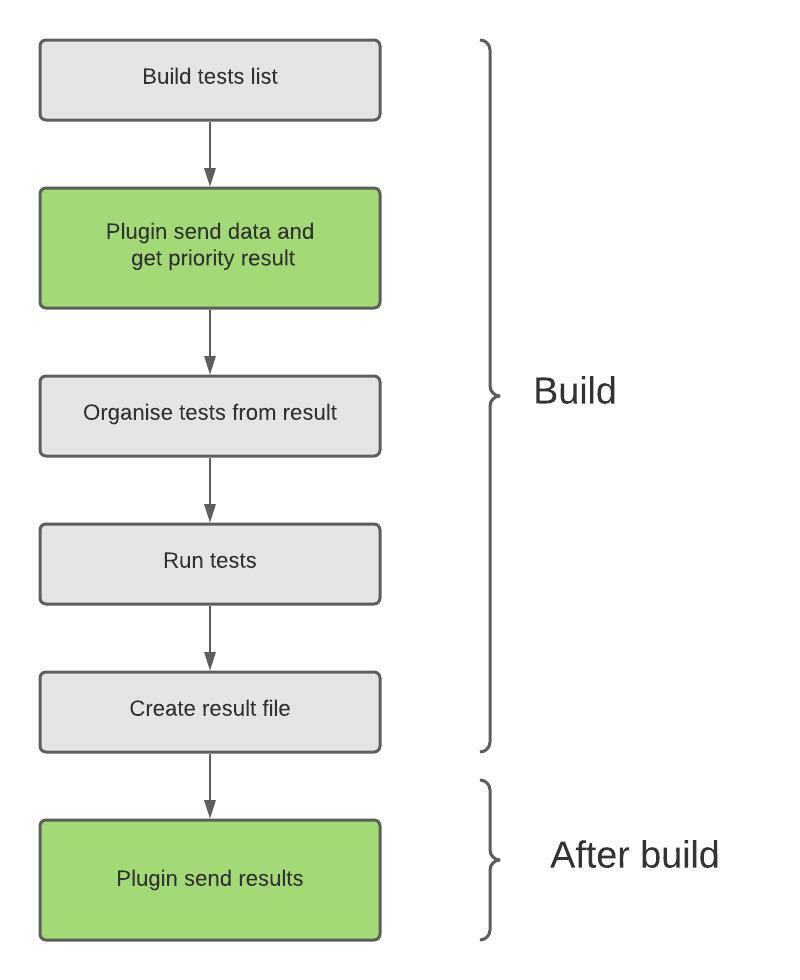 Build tests list
Plugin send data and
get priority result
Organise tests from result
Build
Run tests
Create result file
Plugin send results
After build